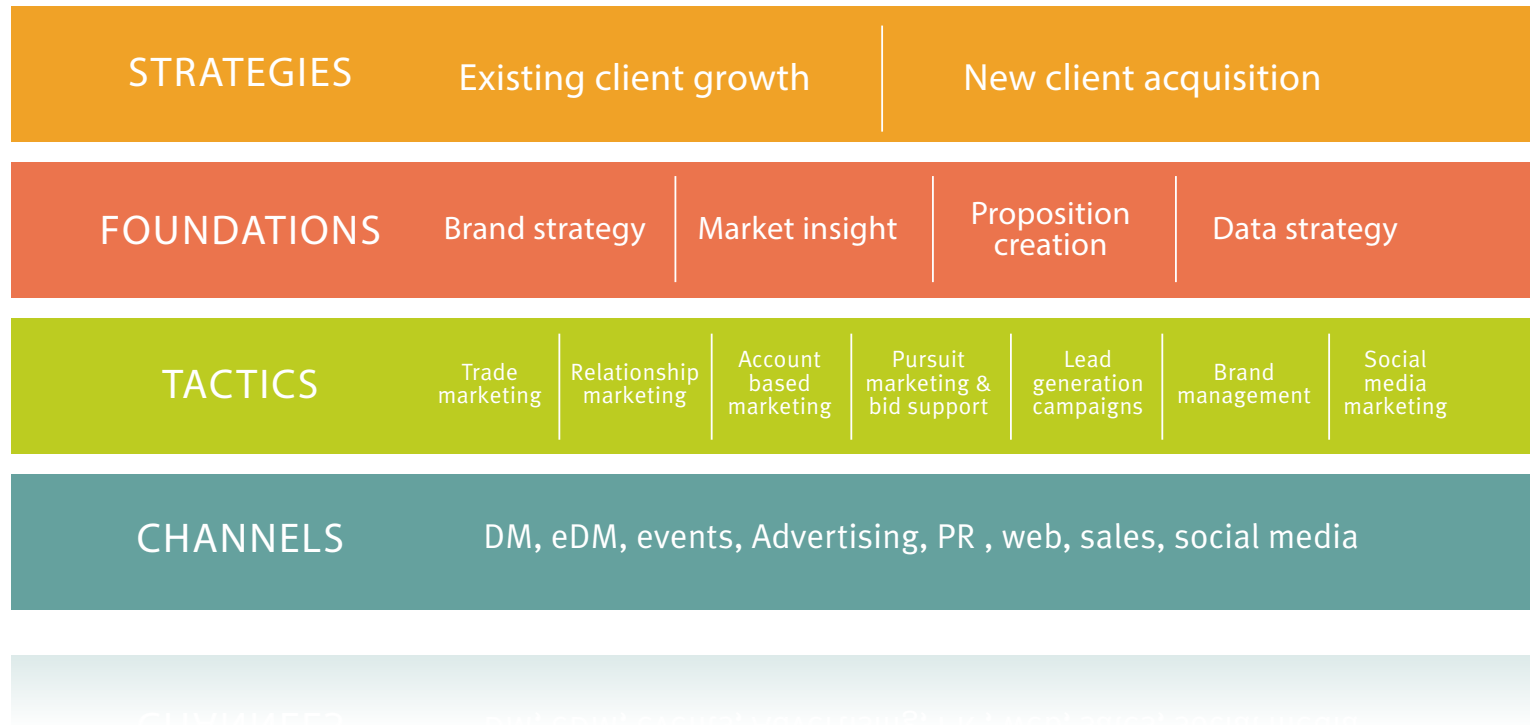 STRATEGIES Existing client growth New client acquisition
FOUNDATIONS Brand strategy Market insight Proposition creation Data strategy
TACTICS
Trade
marketing
Relationship
marketing
Account
based
marketing
Pursuit
marketing &
bid support
Lead
generation
campaigns
Brand
management
Social
media
marketing
CHANNELS DM, eDM, events, Advertising, PR , web, sales, social media